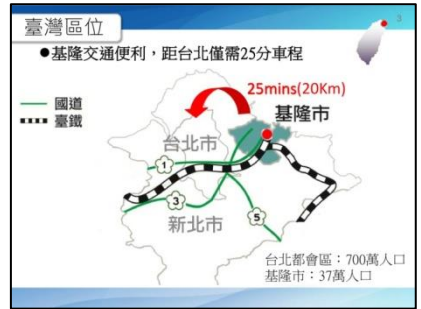 臺灣區位
3
●基隆交通便利，距台北僅需25分車程
25mins(20Km)
國道
臺鐵
基隆市
台北市
1
3
新北市
5
台北都會區：700萬人口
基隆市：37萬人口